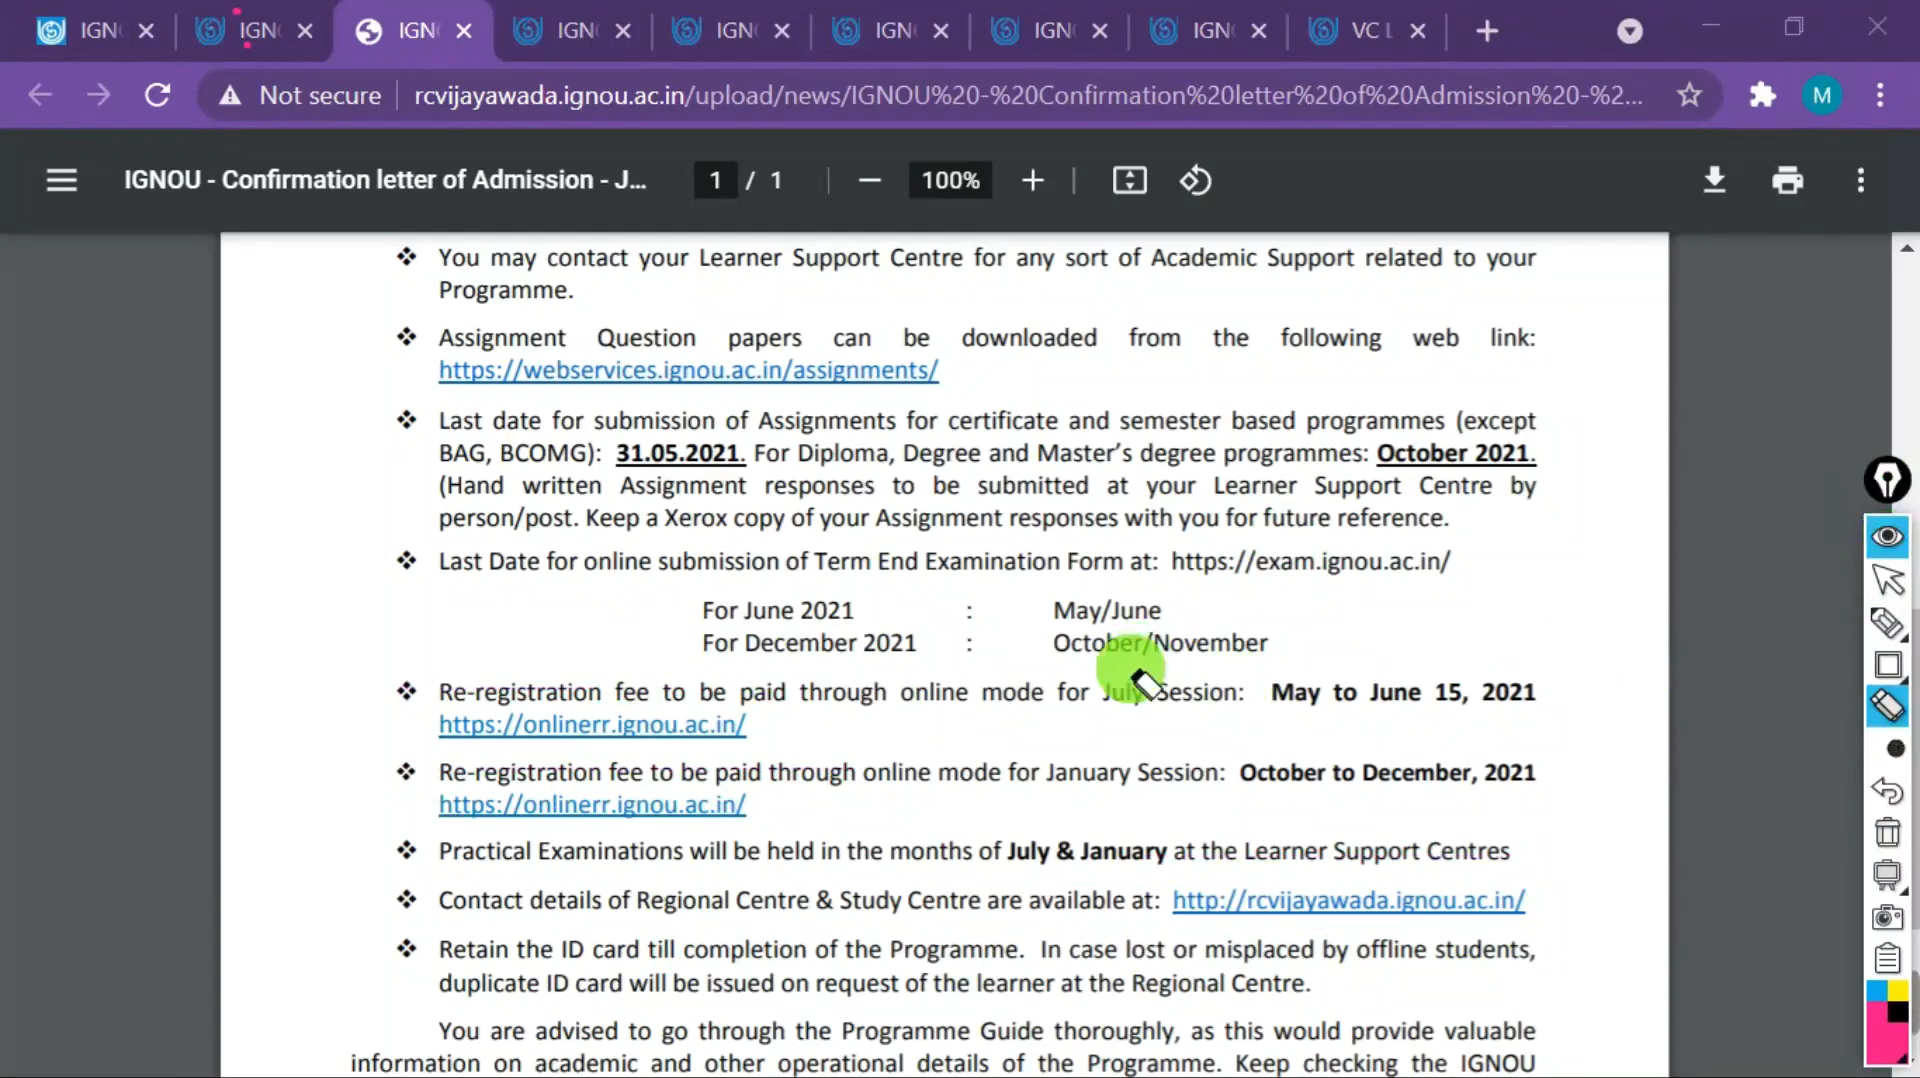 IGN
IGN
IGN
IGN
IGN
IGN
IGN
IGN
VC L
Not secure
rcvijayawada.ignou.ac.in/upload/news/IGNOU%20-%20Confirmation%20letter%20of%20Admission%20-%2...
M
IGNOU - Confirmation letter of Admission - J...
1 / 1
100%
You may contact your Learner Support Centre for any sort of Academic Support related to your
Programme.
Assignment Question papers can be downloaded from the following web link:
https://webservices.ignou.ac.in/assignments/
Last date for submission of Assignments for certificate and semester based programmes (except
BAG, BCOMG): 31.05.2021. For Diploma, Degree and Master's degree programmes: October 2021.
(Hand written Assignment responses to be submitted at your Learner Support Centre by
person/post. Keep a Xerox copy of your Assignment responses with you for future reference.
Last Date for online submission of Term End Examination Form at: https://exam.ignou.ac.in/
For June 2021 : May/June
For December 2021 : October/November
Re-registration fee to be paid through online mode for July Session: May to June 15, 2021
https://onlinerr.ignou.ac.in/
Re-registration fee to be paid through online mode for January Session: October to December, 2021
https://onlinerr.ignou.ac.in/
Practical Examinations will be held in the months of July & January at the Learner Support Centres
Contact details of Regional Centre & Study Centre are available at: http://rcvijayawada.ignou.ac.in/
Retain the ID card till completion of the Programme. In case lost or misplaced by offline students,
duplicate ID card will be issued on request of the learner at the Regional Centre.
You are advised to go through the Programme Guide thoroughly, as this would provide valuable
information on academic and other operational details of the Programme. Keep checking the IGNOU